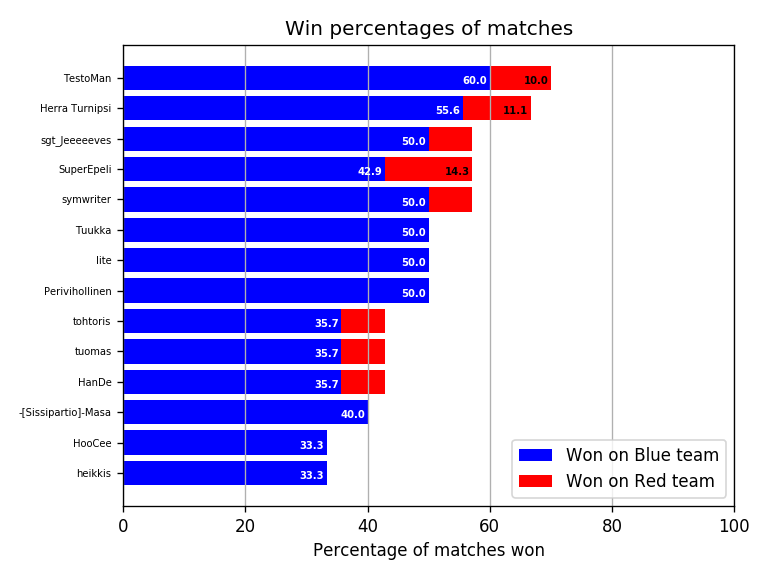 Win percentages of matches
TestoMan 60.0 10.0
Herra Turnipsi 55.6 11.1
sgt_Jeeeeeves 50.0
SuperEpeli 42.9 14.3
symwriter 50.0
Tuukka 50.0
lite 50.0
Perivihollinen 50.0
tohtoris 35.7
tuomas 35.7
HanDe 35.7
-[Sissipartio]-Masa 40.0
HooCee 33.3
heikkis 33.3
Won on Blue team
Won on Red team
0 20 40 60 80 100
Percentage of matches won